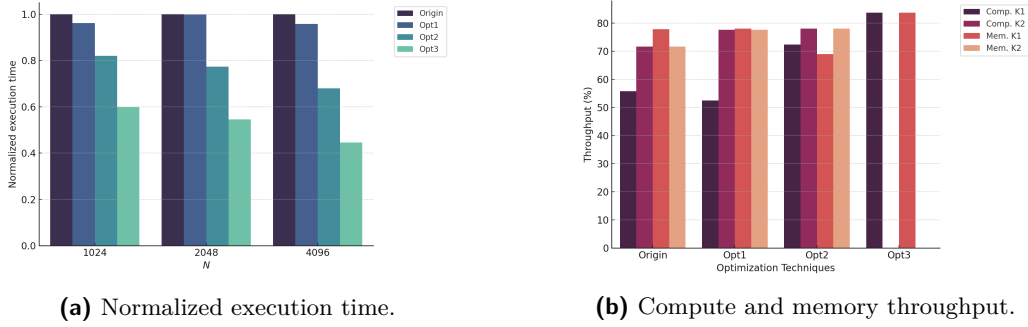 Normalized execution time
1.0
0.8
0.6
0.4
0.2
0.0
1024
2048
4096
N
Origin
Opt1
Opt2
Opt3
(a) Normalized execution time.
Throughput (%)
80
70
60
50
40
30
20
10
0
Origin
Opt1
Opt2
Opt3
Optimization Techniques
Comp. K1
Comp. K2
Mem. K1
Mem. K2
(b) Compute and memory throughput.